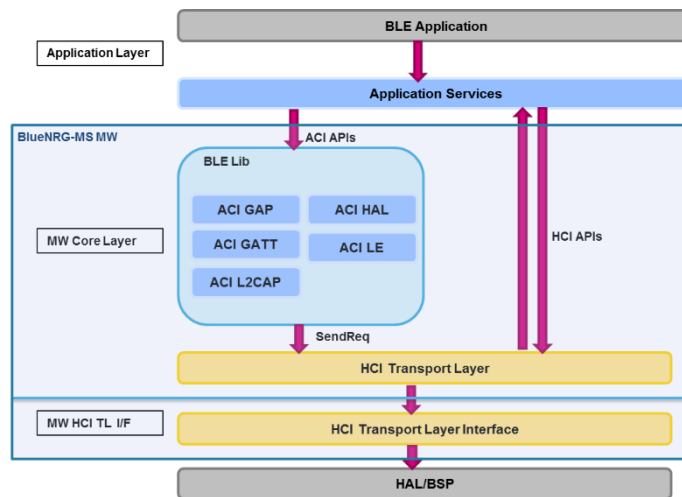 BLE Application
Application Layer
Application Services
BlueNRG-MS MW
ACI APIs
BLE Lib
ACI GAP
ACI HAL
ACI GATT
ACI LE
MW Core Layer
HCI APIs
ACI L2CAP
SendReq
HCI Transport Layer
MW HCI TL I/F
HCI Transport Layer Interface
HAL/BSP